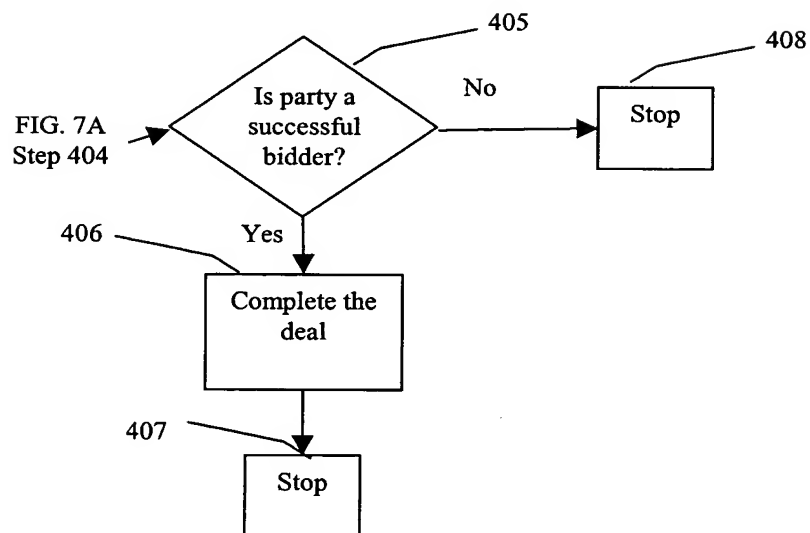 405
408
Is party a
successful
bidder?
No
Stop
FIG. 7A
Step 404
Yes
406
Complete the
deal
407
Stop